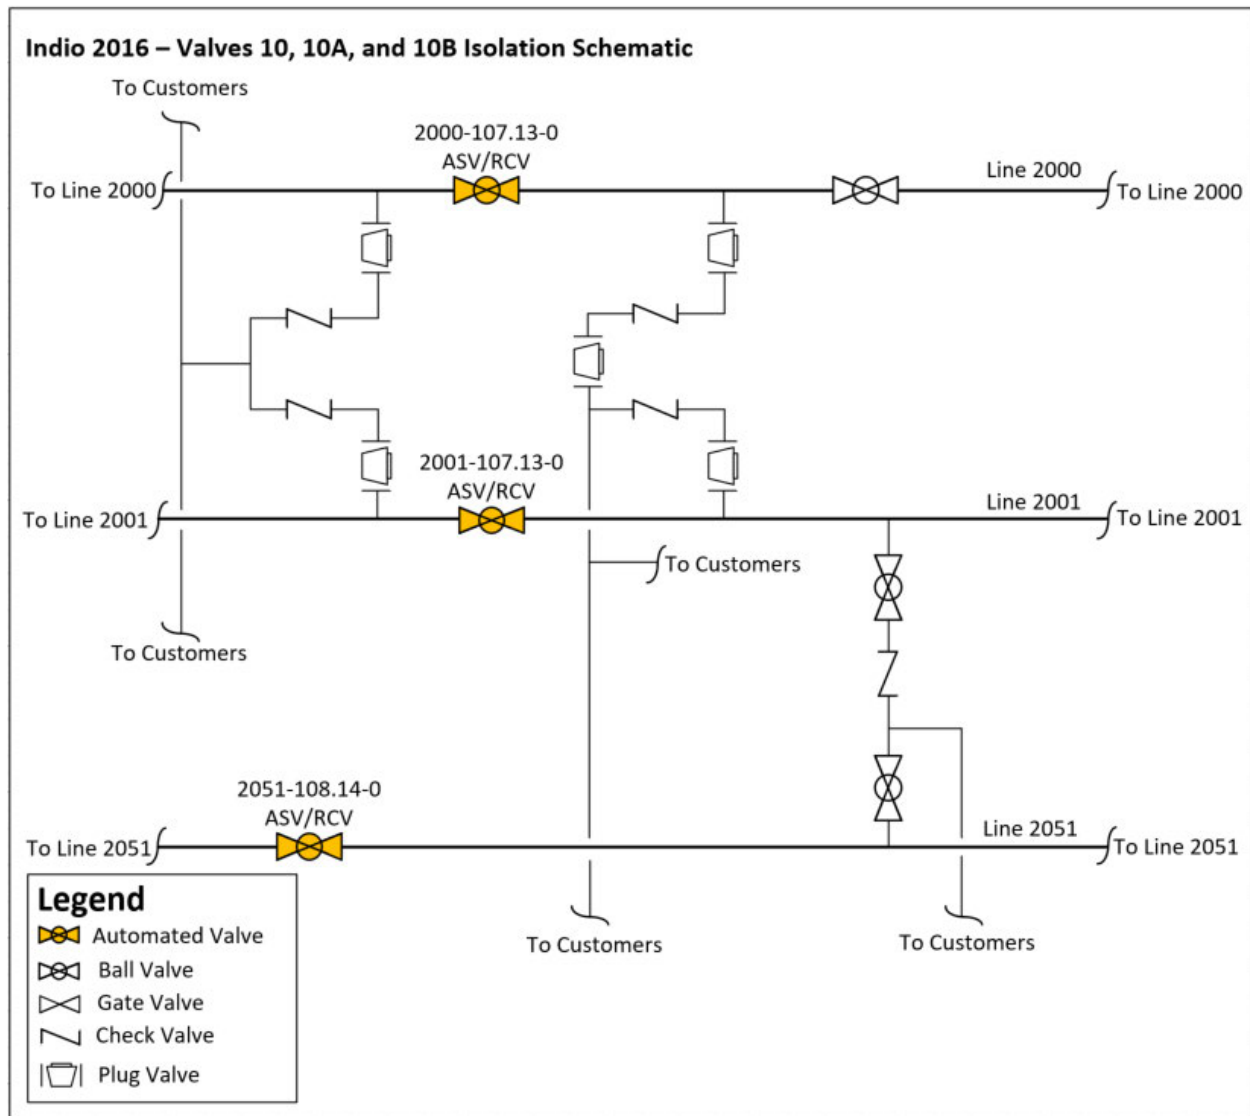 Indio 2016 – Valves 10, 10A, and 10B Isolation Schematic
To Customers
2000-107.13-0
ASV/RCV
To Line 2000
Line 2000
To Line 2000
2001-107.13-0
ASV/RCV
To Line 2001
Line 2001
To Line 2001
To Customers
To Customers
2051-108.14-0
ASV/RCV
To Line 2051
Line 2051
To Line 2051
To Customers
To Customers
Legend
Automated Valve
Ball Valve
Gate Valve
Check Valve
Plug Valve